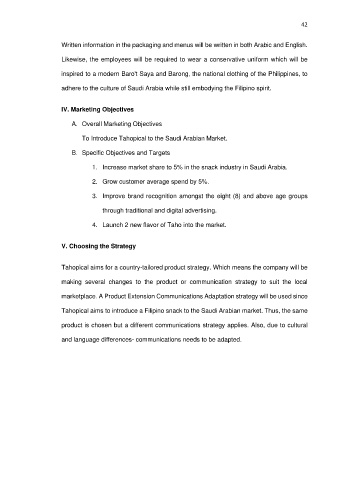 42
Written information in the packaging and menus will be written in both Arabic and English.
Likewise, the employees will be required to wear a conservative uniform which will be
inspired to a modern Baro't Saya and Barong, the national clothing of the Philippines, to
adhere to the culture of Saudi Arabia while still embodying the Filipino spirit.
IV. Marketing Objectives
A. Overall Marketing Objectives
To Introduce Tahopical to the Saudi Arabian Market.
B. Specific Objectives and Targets
1. Increase market share to 5% in the snack industry in Saudi Arabia.
2. Grow customer average spend by 5%.
3. Improve brand recognition amongst the eight (8) and above age groups
through traditional and digital advertising.
4. Launch 2 new flavor of Taho into the market.
V. Choosing the Strategy
Tahopical aims for a country-tailored product strategy. Which means the company will be
making several changes to the product or communication strategy to suit the local
marketplace. A Product Extension Communications Adaptation strategy will be used since
Tahopical aims to introduce a Filipino snack to the Saudi Arabian market. Thus, the same
product is chosen but a different communications strategy applies. Also, due to cultural
and language differences- communications needs to be adapted.